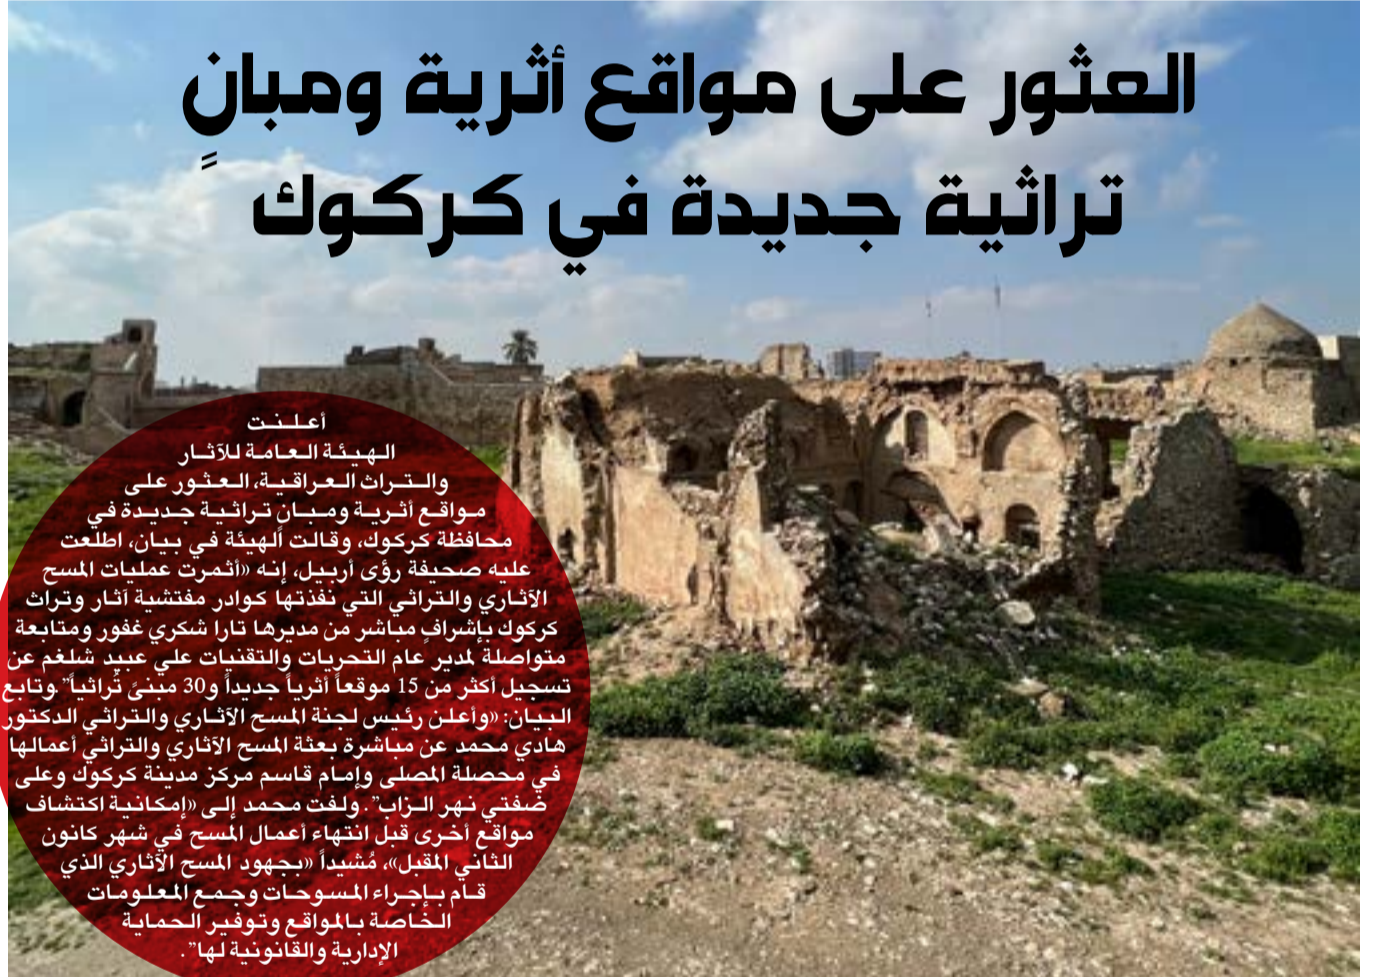 العثور على مواقع أثرية ومبانٍ
تراثية جديدة في كركوك
أعلنت
الهيئة العامة للآثار
والتراث العراقية، العثور على
مواقع أثرية ومبانٍ تراثية جديدة في
محافظة كركوك، وقالت الهيئة في بيان، اطلعت
عليه صحيفة رؤى أربيل، إنه «أثمرت عمليات المسح
الآثاري والتراثي التي نفذتها كوادر مفتشية آثار وتراث
كركوك بإشرافٍ مباشر من مديرها تارا شكري غفور ومتابعة
متواصلة لمدير عام التحريات والتقنيات علي عبيد شلغم عن
تسجيل أكثر من 15 موقعاً أثرياً جديداً و30 مبنىً تُراثياً". وتابع
البيان: «وأعلن رئيس لجنة المسح الآثاري والتراثي الدكتور
هادي محمد عن مباشرة بعثة المسح الآثاري والتراثي أعمالها
في محصلة المصلى وإمام قاسم مركز مدينة كركوك وعلى
ضفتي نهر الزاب". ولفت محمد إلى «إمكانية اكتشاف
مواقع أخرى قبل انتهاء أعمال المسح في شهر كانون
الثاني المقبل»، مُشيداً «بجهود المسح الآثاري الذي
قام بإجراء المسوحات وجمع المعلومات
الخاصة بالمواقع وتوفير الحماية
الإدارية والقانونية لها".